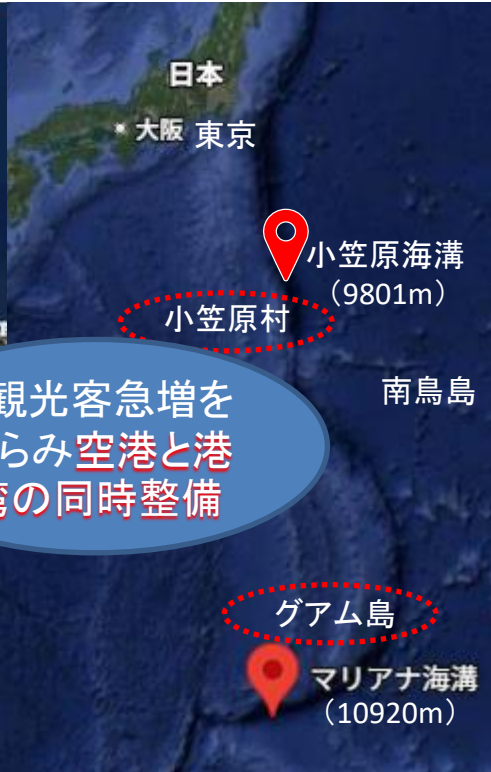 日本
大阪 東京
小笠原海溝
（9801m）
小笠原村
南鳥島
観光客急増を
らみ空港と港
湾の同時整備
グアム島
マリアナ海溝
（10920m）